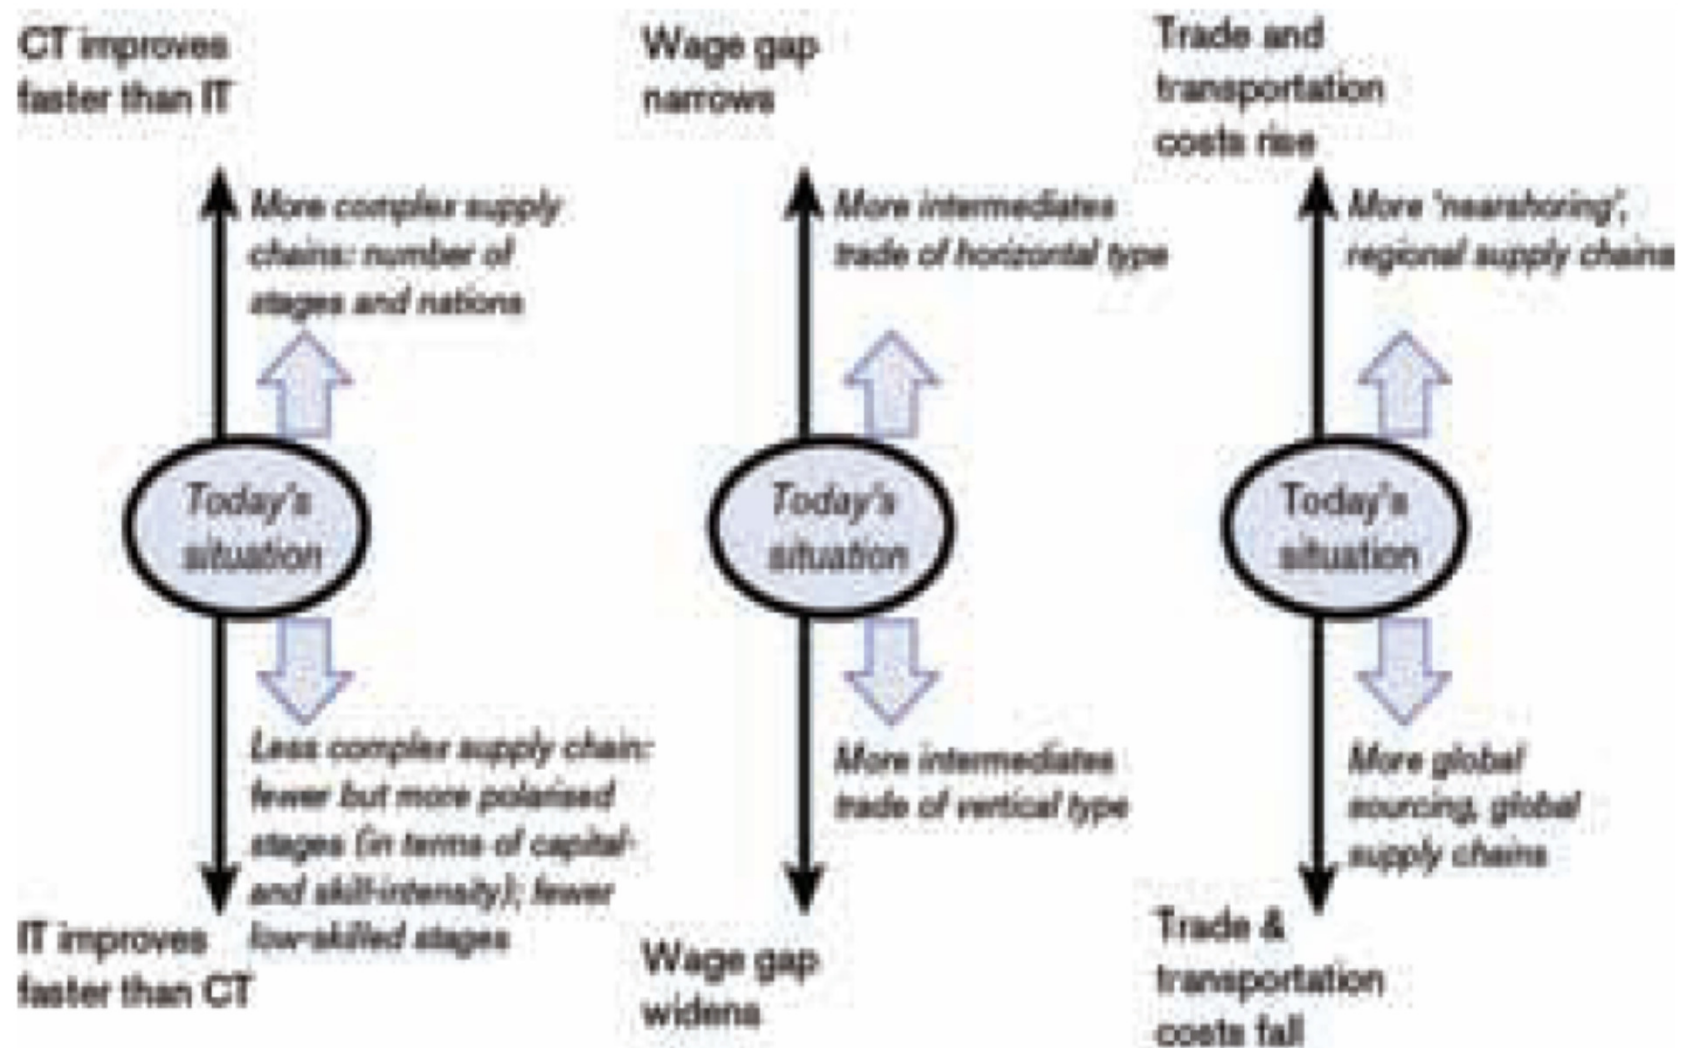 CT improves
faster than IT
More complex supply
chains: number of
stages and nations
Today's
situation
Less complex supply chain:
fewer but more polarised
stages (in terms of capital-
and skill-intensity); fewer
low-skilled stages
IT improves
faster than CT
Wage gap
narrows
More intermediates
trade of horizontal type
Today's
situation
More intermediates
trade of vertical type
Wage gap
widens
Trade and
transportation
costs rise
More 'nearshoring',
regional supply chains
Today's
situation
More global
sourcing, global
supply chains
Trade &
transportation
costs fall